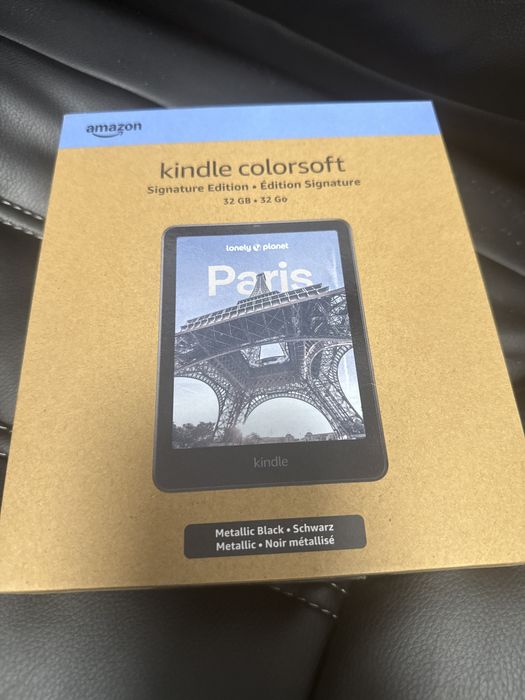 amazon
kindle colorsoft
Signature Edition • Édition Signature
32 GB • 32 Go
lonely planet
Paris
kindle
Metallic Black • Schwarz
Metallic • Noir métallisé